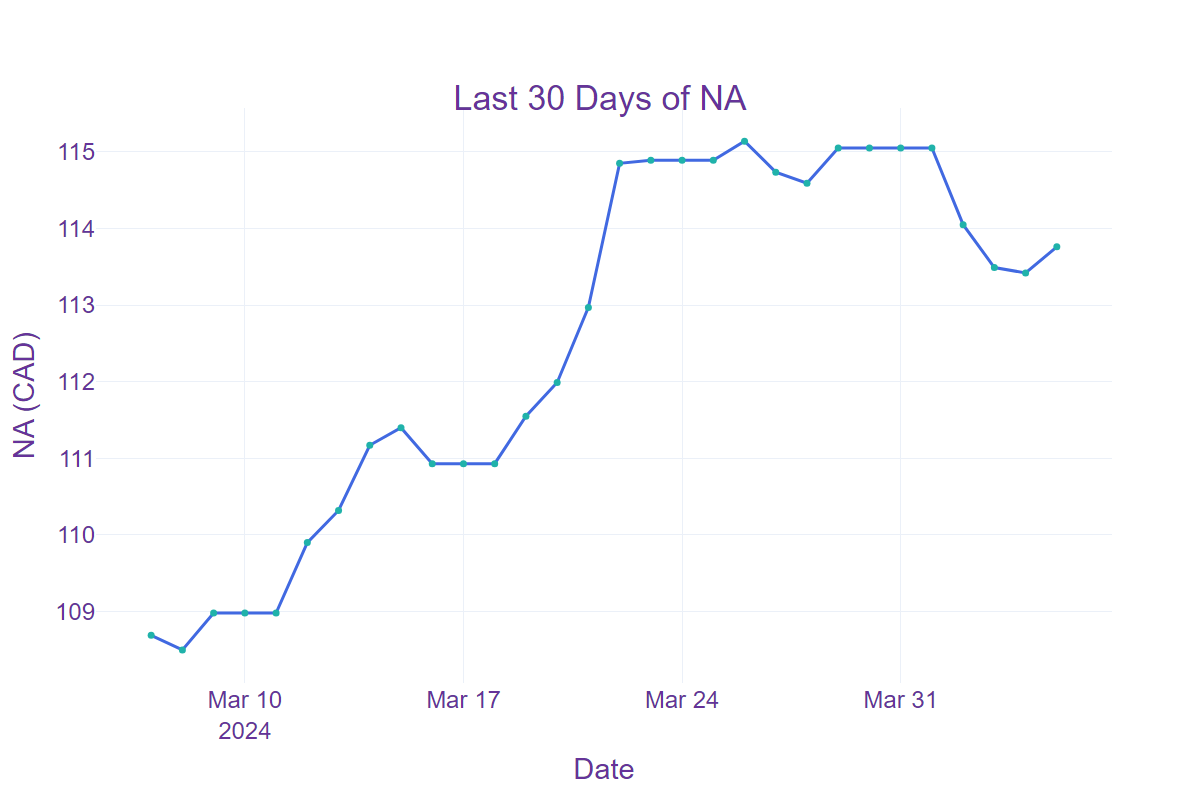 Last 30 Days of NA
NA (CAD)
115
114
113
112
111
110
109
Mar 10
2024
Mar 17
Mar 24
Mar 31
Date